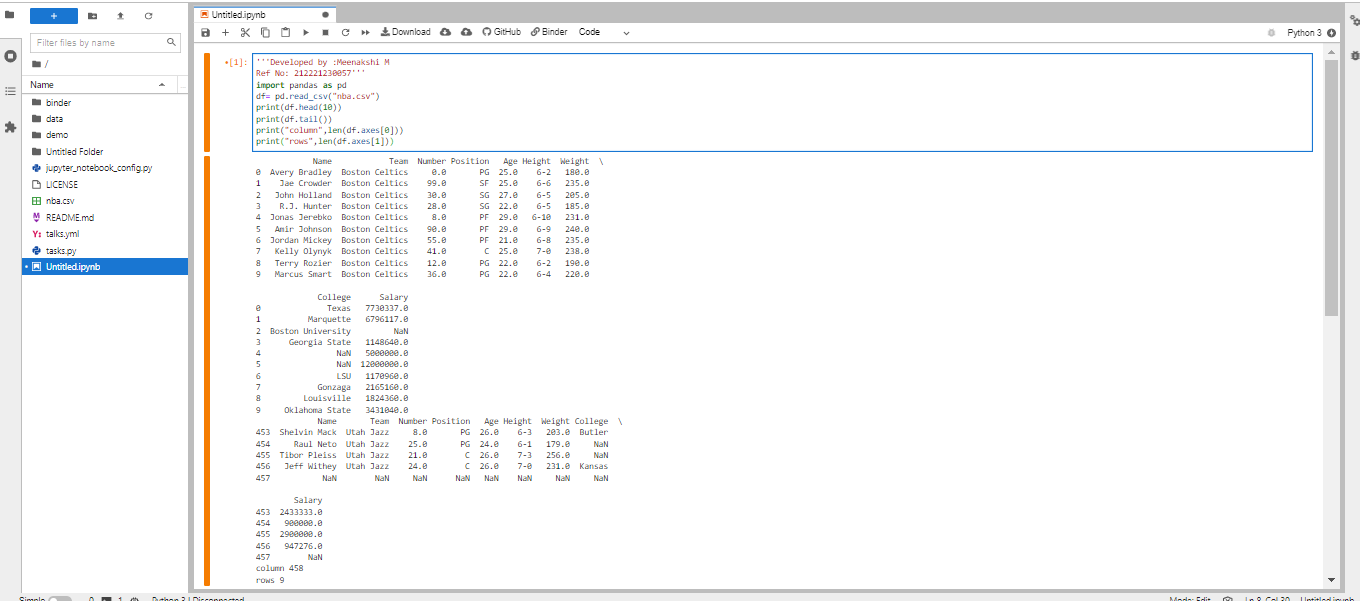 Untitled.ipynb
+
Filter files by name
/
Name
binder
data
demo
Untitled Folder
jupyter_notebook_config.py
LICENSE
nba.csv
README.md
talks.yml
tasks.py
Untitled.ipynb
Download GitHub Binder Code Python 3
[1]: '''Developed by :Meenakshi M
Ref No: 212221230057'''
import pandas as pd
df= pd.read_csv("nba.csv")
print(df.head(10))
print(df.tail())
print("column",len(df.axes[0]))
print("rows",len(df.axes[1]))
Name Team Number Position Age Height Weight \
0 Avery Bradley Boston Celtics 0.0 PG 25.0 6-2 180.0
1 Jae Crowder Boston Celtics 99.0 SF 25.0 6-6 235.0
2 John Holland Boston Celtics 30.0 SG 27.0 6-5 205.0
3 R.J. Hunter Boston Celtics 28.0 SG 22.0 6-5 185.0
4 Jonas Jerebko Boston Celtics 8.0 PF 29.0 6-10 231.0
5 Amir Johnson Boston Celtics 90.0 PF 29.0 6-9 240.0
6 Jordan Mickey Boston Celtics 55.0 PF 21.0 6-8 235.0
7 Kelly Olynyk Boston Celtics 41.0 C 25.0 7-0 238.0
8 Terry Rozier Boston Celtics 12.0 PG 22.0 6-2 190.0
9 Marcus Smart Boston Celtics 36.0 PG 22.0 6-4 220.0
College Salary
0 Texas 7730337.0
1 Marquette 6796117.0
2 Boston University NaN
3 Georgia State 1148640.0
4 NaN 5000000.0
5 NaN 12000000.0
6 LSU 1170960.0
7 Gonzaga 2165160.0
8 Louisville 1824360.0
9 Oklahoma State 3431040.0
Name Team Number Position Age Height Weight College \
453 Shelvin Mack Utah Jazz 8.0 PG 26.0 6-3 203.0 Butler
454 Raul Neto Utah Jazz 25.0 PG 24.0 6-1 179.0 NaN
455 Tibor Pleiss Utah Jazz 21.0 C 26.0 7-3 256.0 NaN
456 Jeff Withey Utah Jazz 24.0 C 26.0 7-0 231.0 Kansas
457 NaN NaN NaN NaN NaN NaN NaN NaN
Salary
453 2433333.0
454 900000.0
455 2900000.0
456 947276.0
457 NaN
column 458
rows 9
Simple 0 1 Python 3 | Disconnected Mode: Edit Ln 8, Col 30 Untitled.ipynb